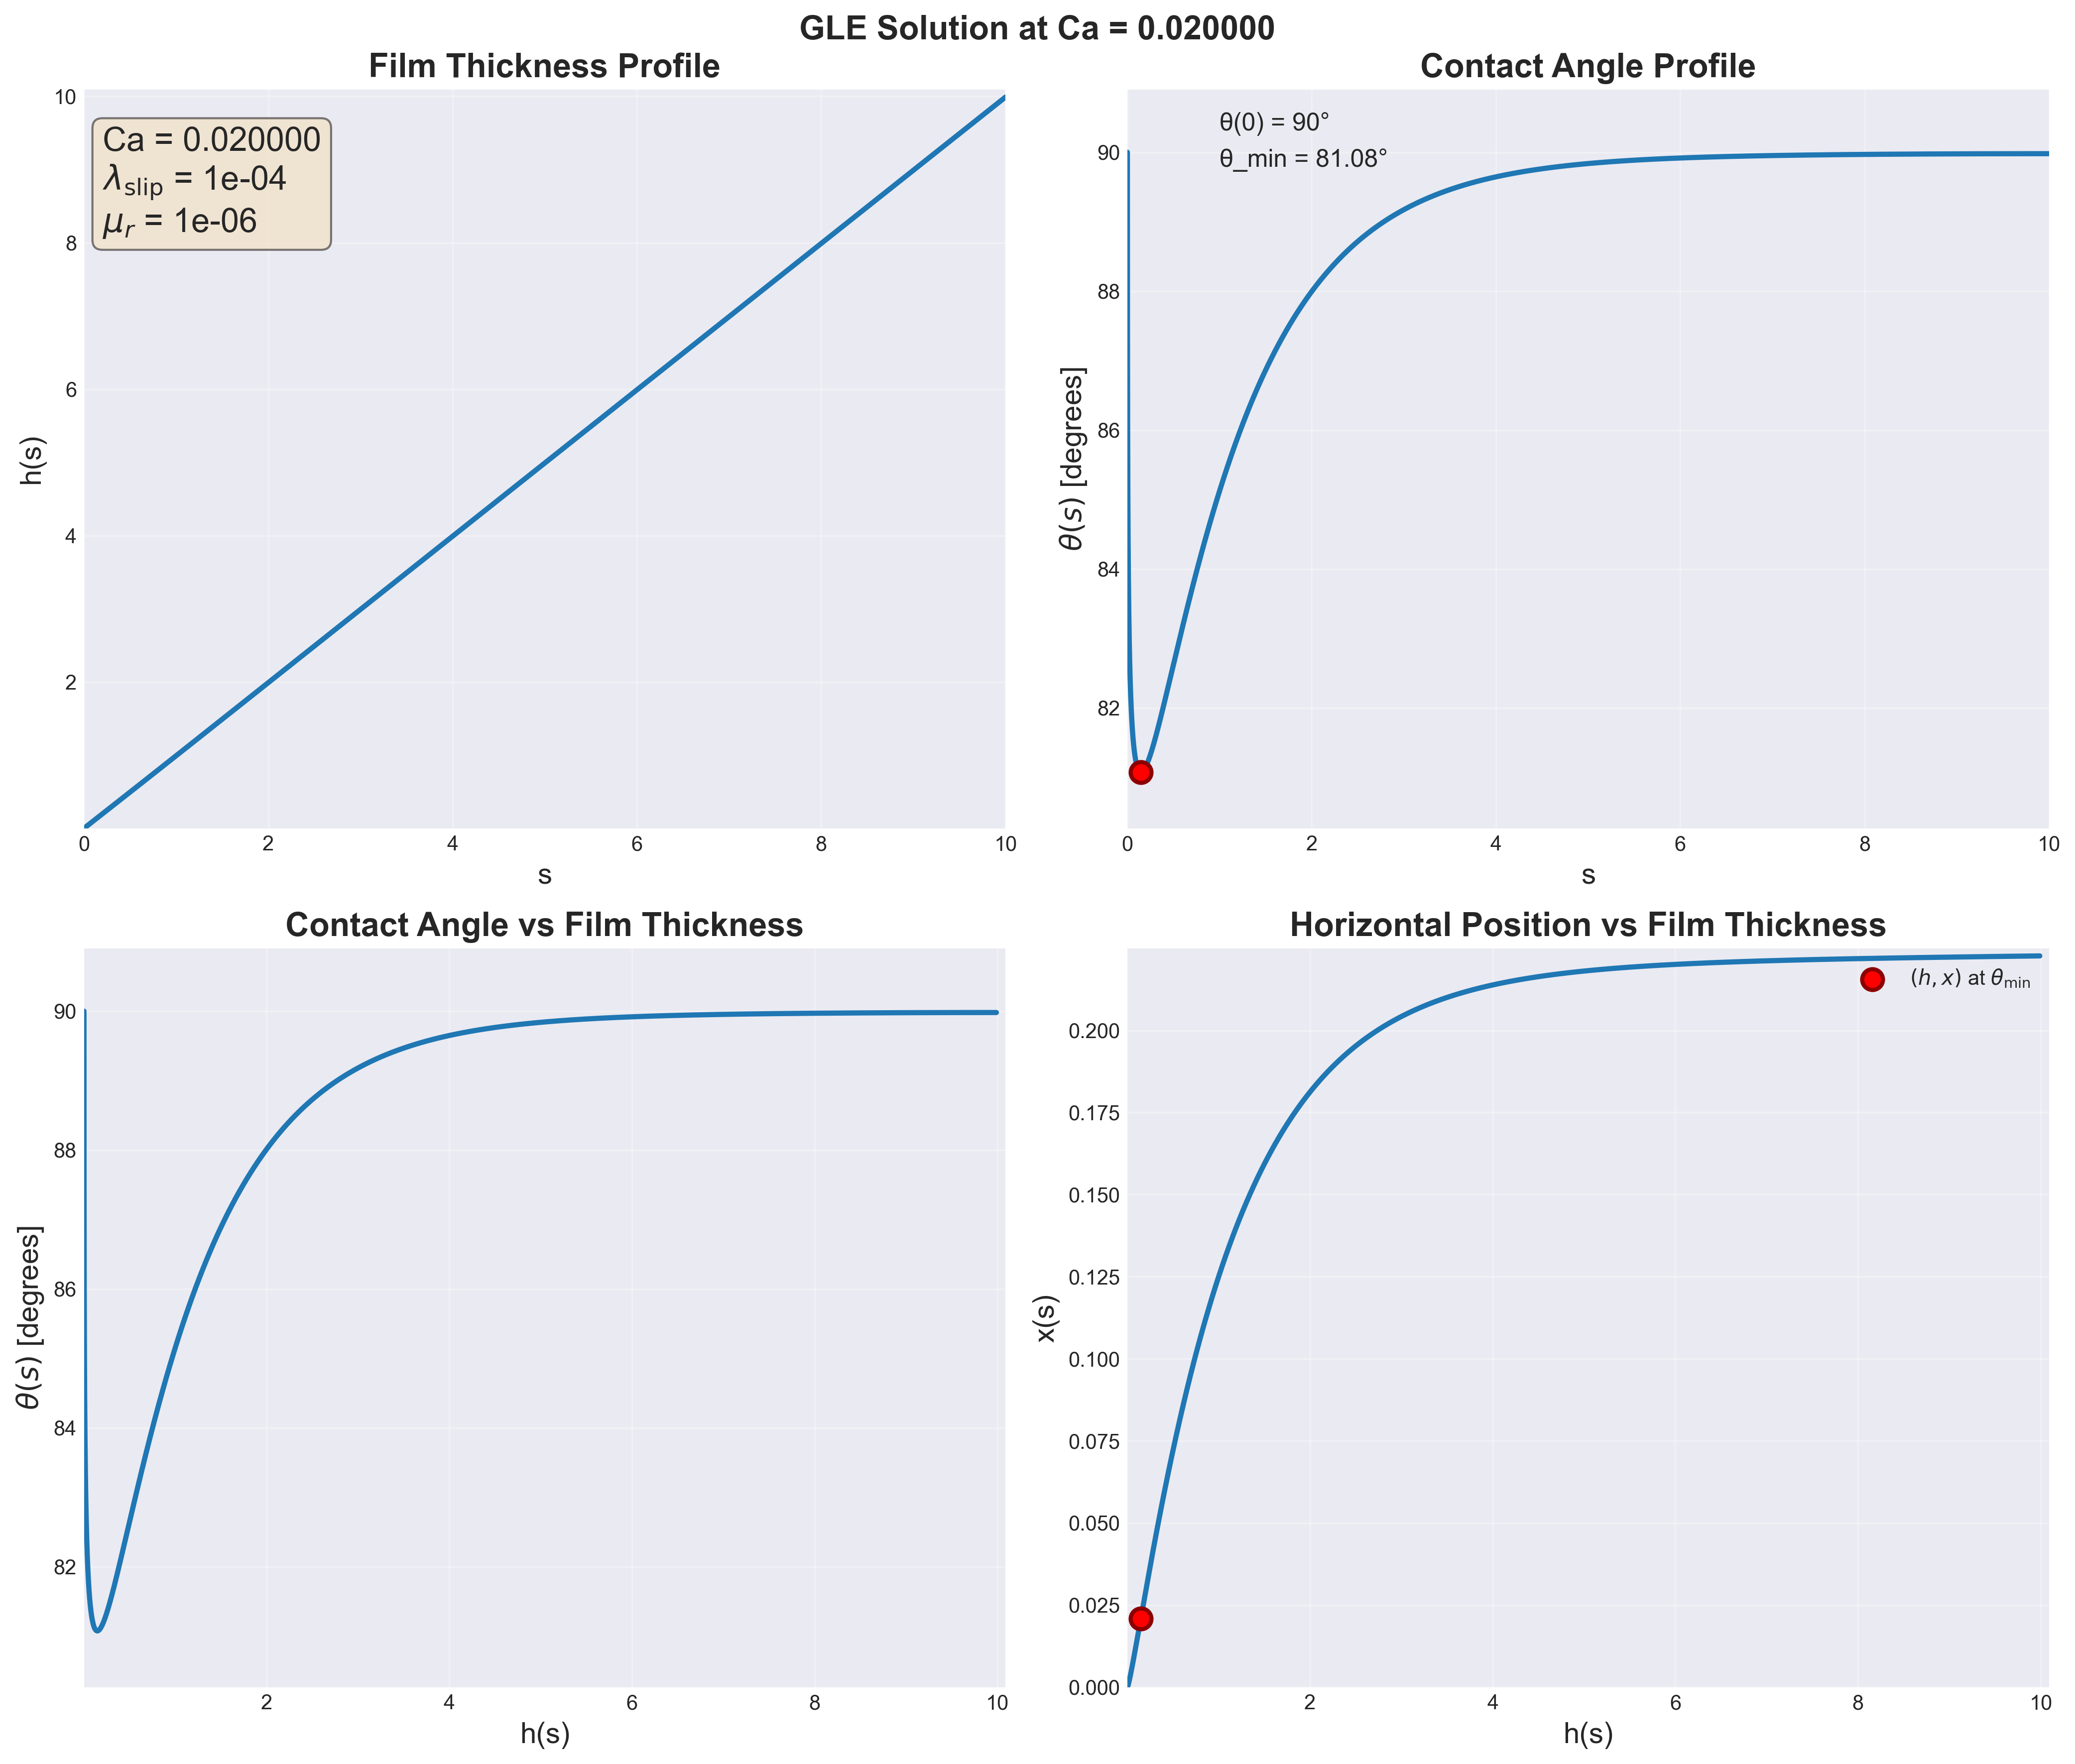 GLE Solution at Ca = 0.020000
Film Thickness Profile
Ca = 0.020000
λ_slip = 1e-04
μ_r = 1e-06
10
8
6
4
2
h(s)
0 2 4 6 8 10
s
Contact Angle Profile
θ(0) = 90°
θ_min = 81.08°
90
88
86
84
82
θ(s) [degrees]
0 2 4 6 8 10
s
Contact Angle vs Film Thickness
90
88
86
84
82
θ(s) [degrees]
2 4 6 8 10
h(s)
Horizontal Position vs Film Thickness
(h, x) at θ_min
0.200
0.175
0.150
0.125
0.100
0.075
0.050
0.025
0.000
x(s)
2 4 6 8 10
h(s)